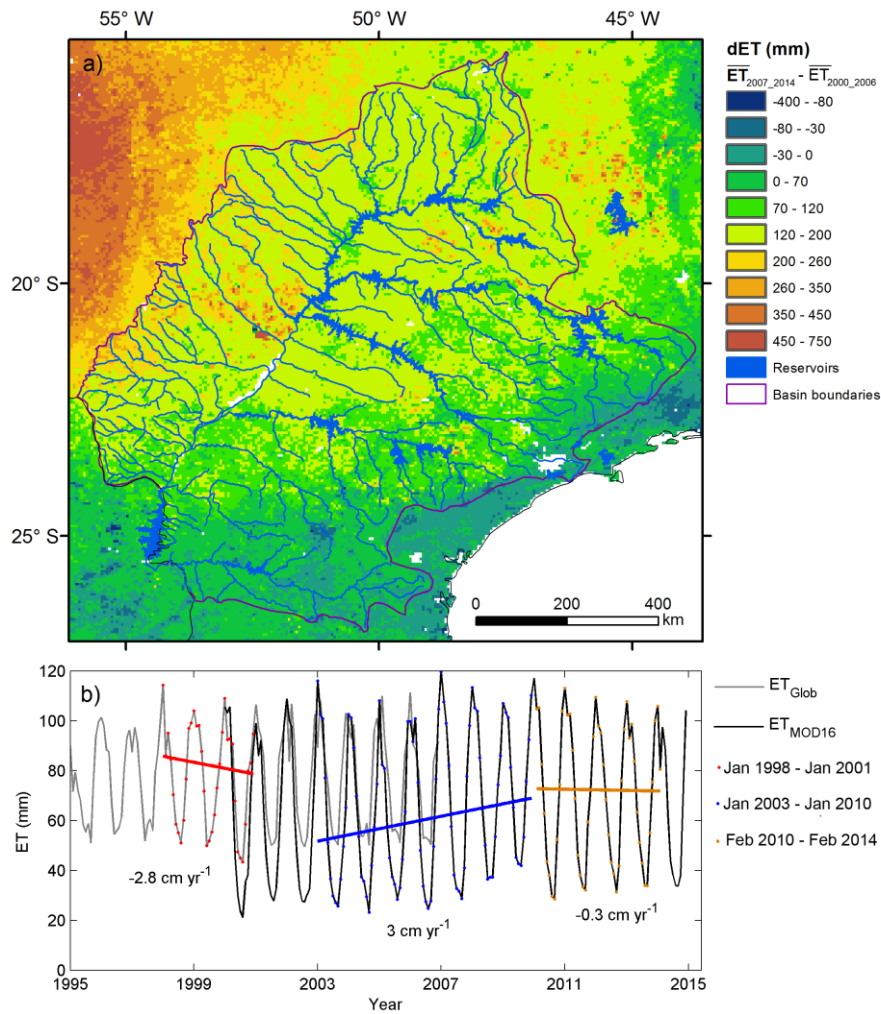 55° W 50° W 45° W
a)
20° S
25° S
0 200 400
km
dET (mm)
ET2007_2014 - ET2000_2006
-400 - -80
-80 - -30
-30 - 0
0 - 70
70 - 120
120 - 200
200 - 260
260 - 350
350 - 450
450 - 750
Reservoirs
Basin boundaries
b)
ET (mm)
120
100
80
60
40
20
0
-2.8 cm yr-1
3 cm yr-1
-0.3 cm yr-1
1995 1999 2003 2007 2011 2015
Year
ETGlob
ETMOD16
Jan 1998 - Jan 2001
Jan 2003 - Jan 2010
Feb 2010 - Feb 2014